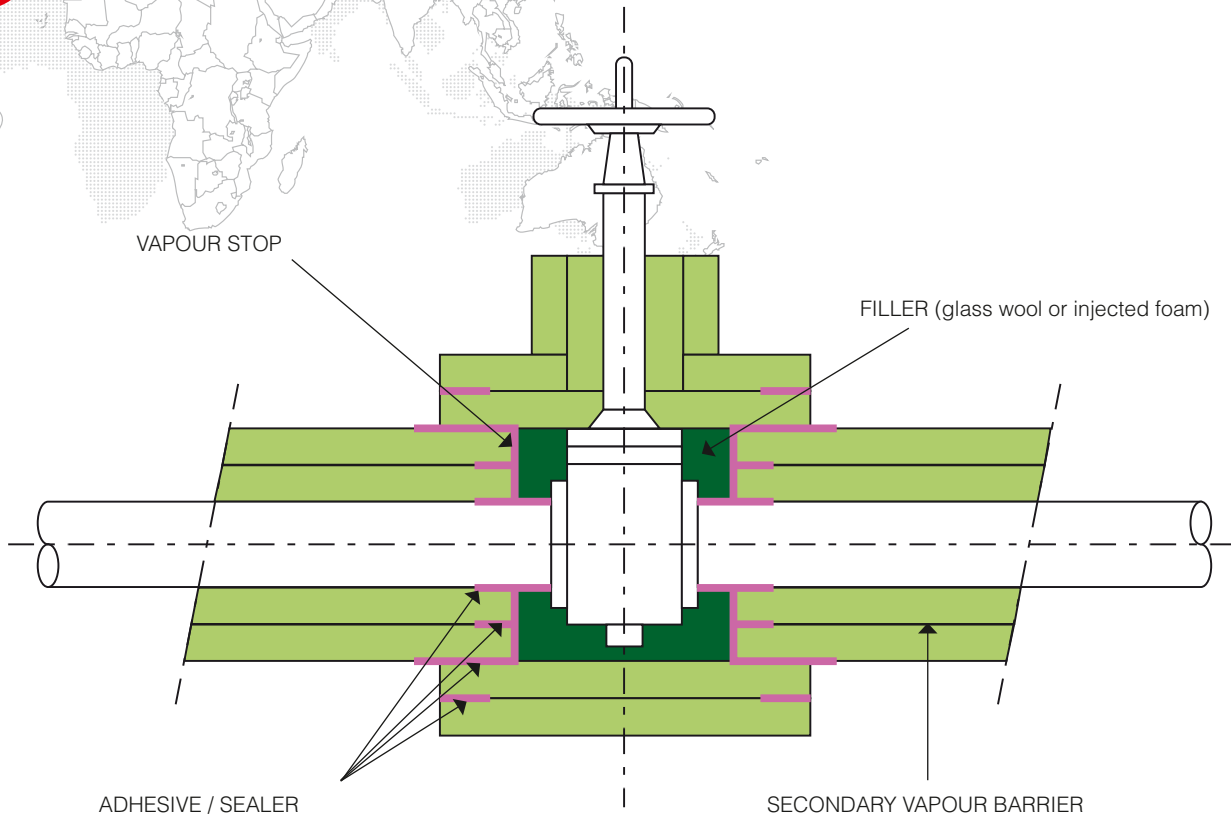 VAPOUR STOP
FILLER (glass wool or injected foam)
ADHESIVE / SEALER
SECONDARY VAPOUR BARRIER